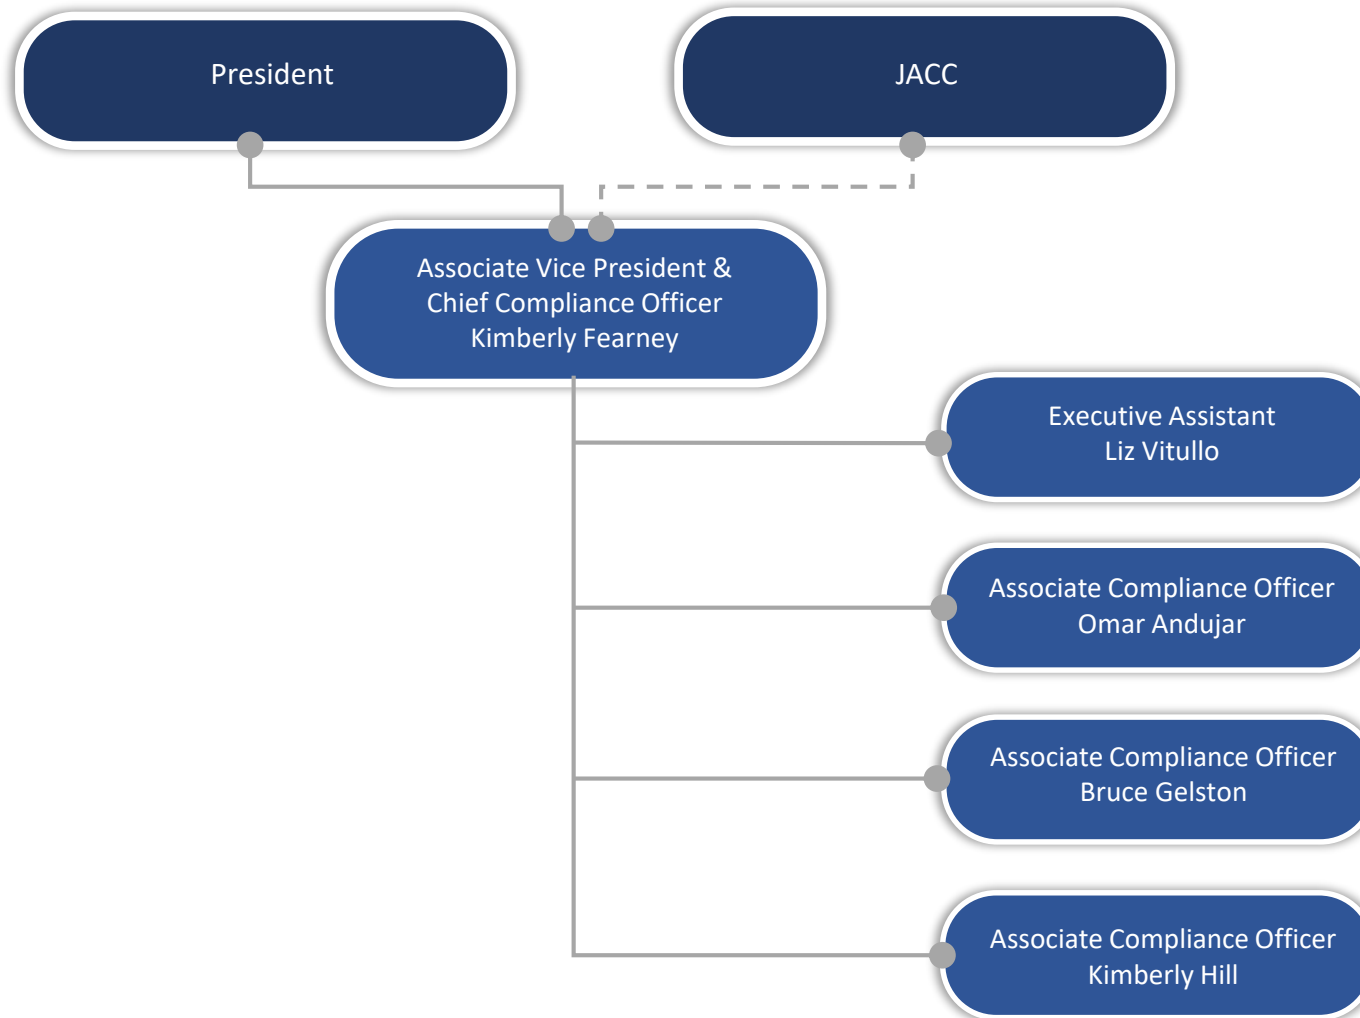 President
JACC
Associate Vice President &
Chief Compliance Officer
Kimberly Fearney
Executive Assistant
Liz Vitullo
Associate Compliance Officer
Omar Andujar
Associate Compliance Officer
Bruce Gelston
Associate Compliance Officer
Kimberly Hill